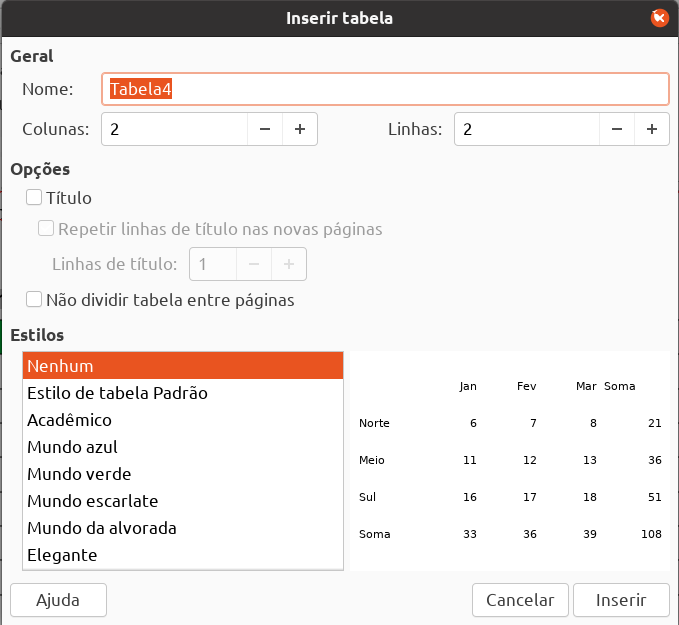 Inserir tabela
Geral
Nome: Tabela4
Colunas: 2 − + Linhas: 2 − +
Opções
Título
Repetir linhas de título nas novas páginas
Linhas de título: 1 − +
Não dividir tabela entre páginas
Estilos
Nenhum
Estilo de tabela Padrão
Acadêmico
Mundo azul
Mundo verde
Mundo escarlate
Mundo da alvorada
Elegante
Jan Fev Mar Soma
Norte 6 7 8 21
Meio 11 12 13 36
Sul 16 17 18 51
Soma 33 36 39 108
Ajuda Cancelar Inserir